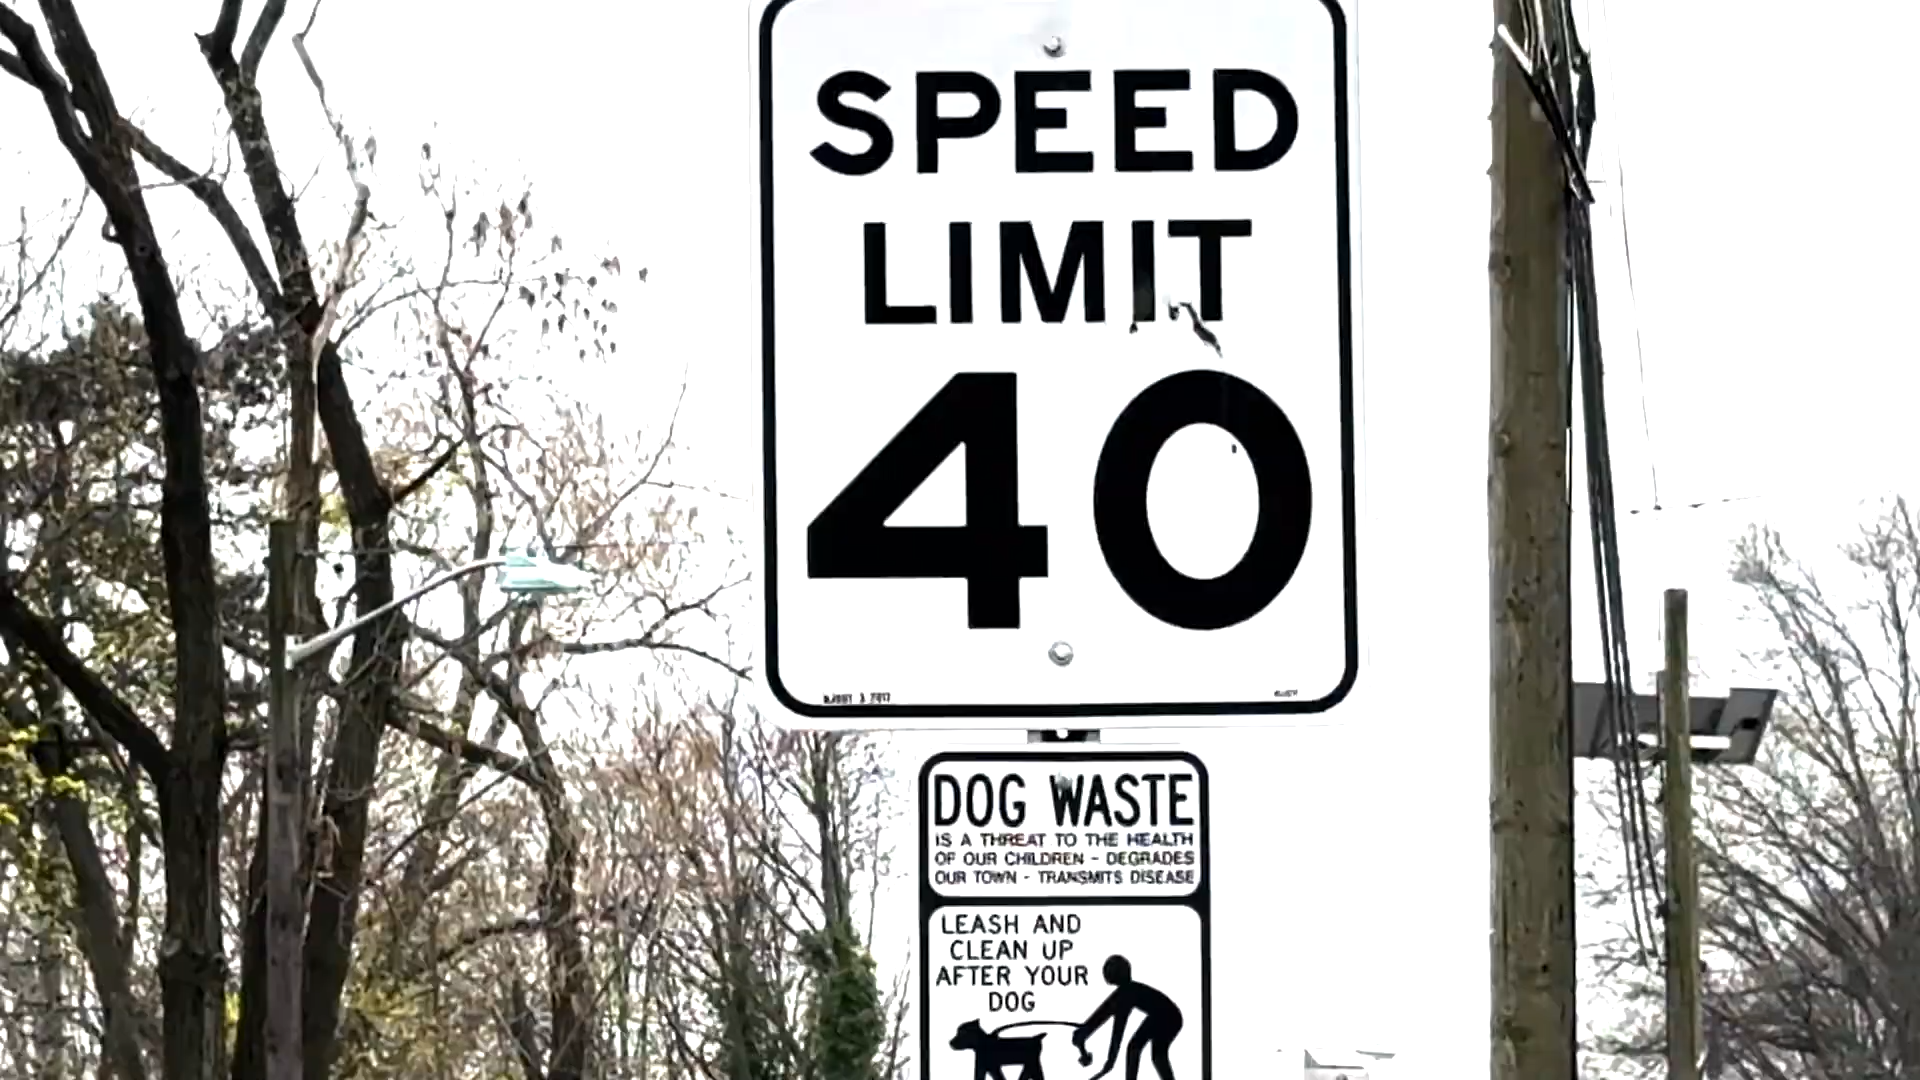 SPEED
LIMIT
40
DOG WASTE
IS A THREAT TO THE HEALTH
OF OUR CHILDREN - DEGRADES
OUR TOWN - TRANSMITS DISEASE
LEASH AND
CLEAN UP
AFTER YOUR
DOG